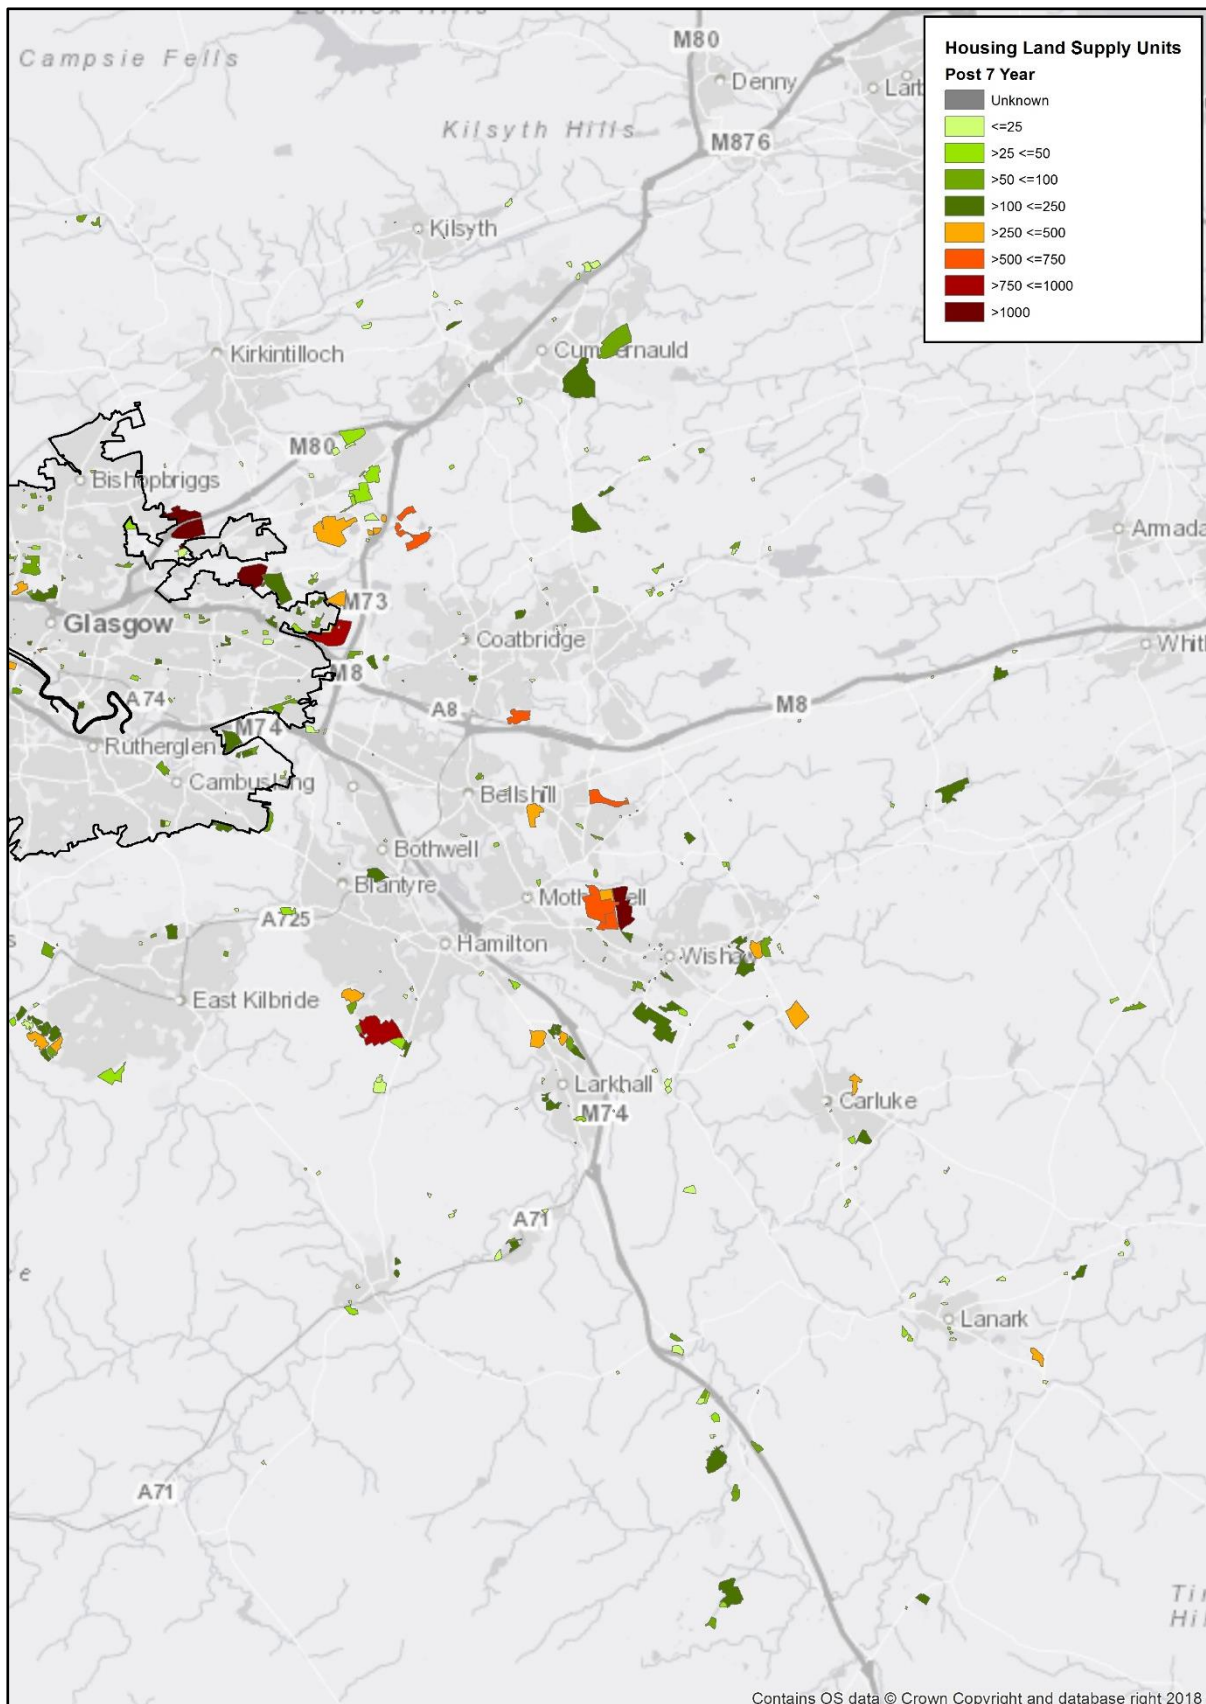 Campsie Fells
M80
Denny
Kilsyth Hills
M876
Kilsyth
Kirkintilloch
Cumbernauld
M80
Bishopbriggs
Armada
Glasgow
M73
Coatbridge
Whit
M8
A74
A8
M8
M74
Rutherglen
Cambuslang
Bellshill
Bothwell
Blantyre
Motherwell
A725
Hamilton
Wishaw
East Kilbride
Larkhall
Carluke
M74
A71
e
Lanark
A71
Housing Land Supply Units
Post 7 Year
Unknown
<=25
>25 <=50
>50 <=100
>100 <=250
>250 <=500
>500 <=750
>750 <=1000
>1000
Contains OS data © Crown Copyright and database right 2018